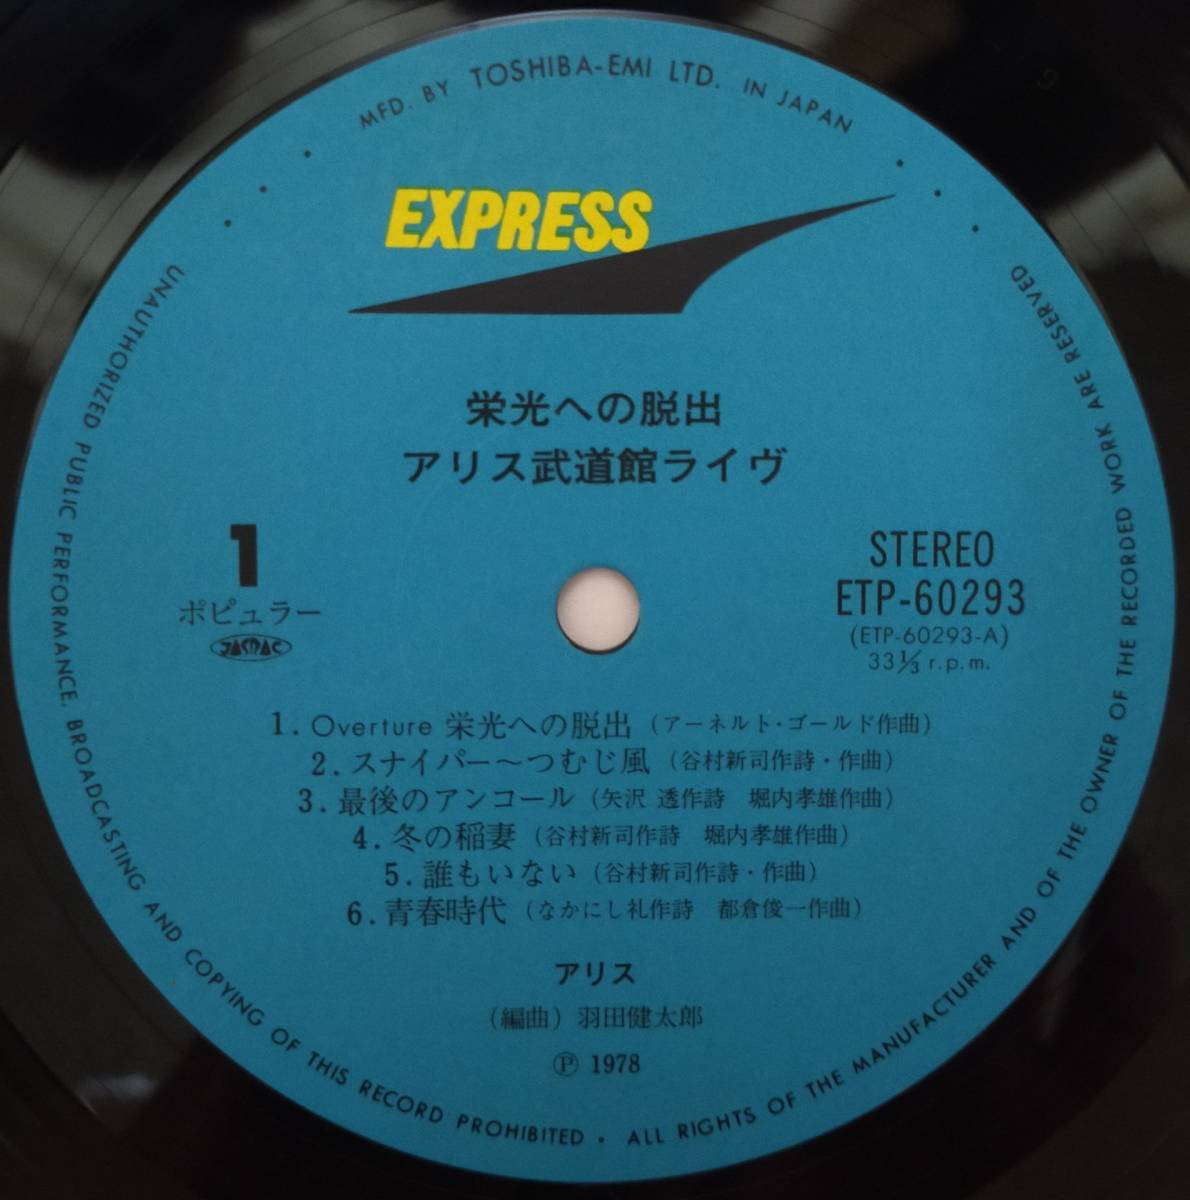 MFD. BY TOSHIBA-EMI LTD. IN JAPAN
EXPRESS
栄光への脱出
アリス武道館ライヴ
1
ポピュラー
JASRAC
STEREO
ETP-60293
(ETP-60293-A)
33⅓ r.p.m.
1. Overture 栄光への脱出 (アーネルト・ゴールド作曲)
2. スナイパー〜つむじ風 (谷村新司作詩・作曲)
3. 最後のアンコール (矢沢 透作詩 堀内孝雄作曲)
4. 冬の稲妻 (谷村新司作詩 堀内孝雄作曲)
5. 誰もいない (谷村新司作詩・作曲)
6. 青春時代 (なかにし礼作詩 都倉俊一作曲)
アリス
(編曲) 羽田健太郎
Ⓟ 1978
UNAUTHORIZED PUBLIC PERFORMANCE, BROADCASTING AND COPYING OF THIS RECORD PROHIBITED • ALL RIGHTS OF THE MANUFACTURER AND OF THE OWNER OF THE RECORDED WORK ARE RESERVED